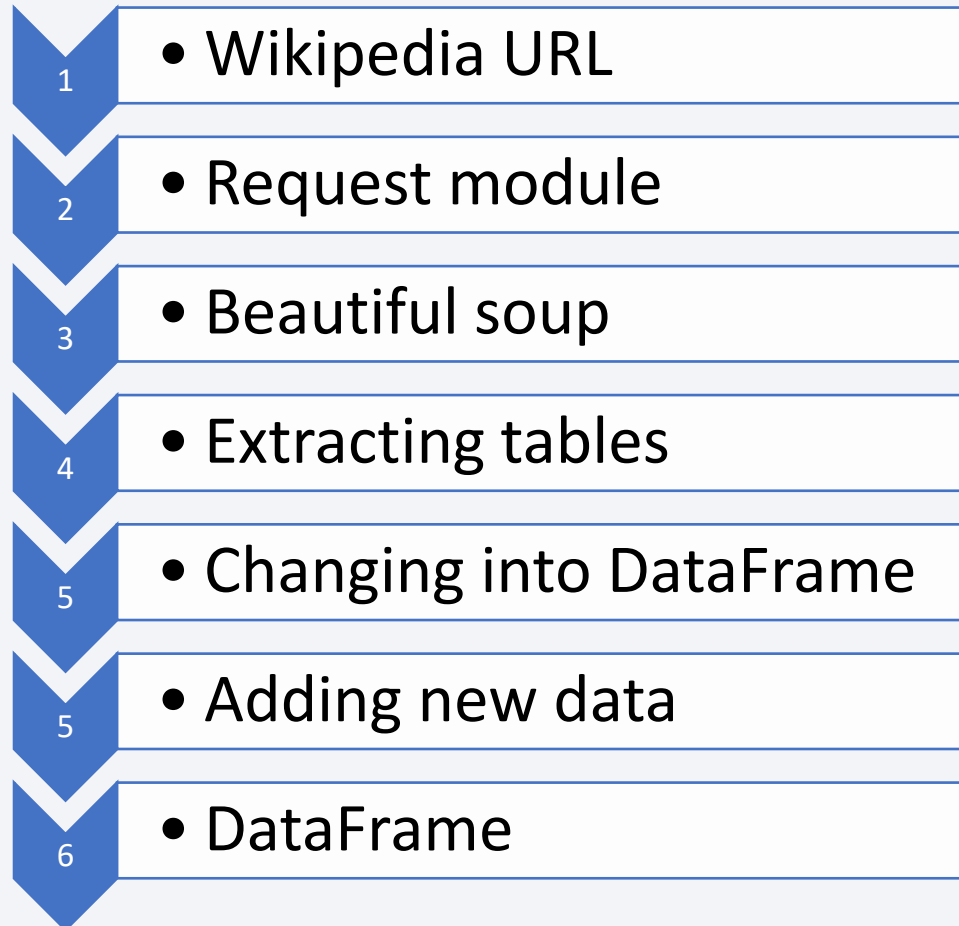 1 • Wikipedia URL
2 • Request module
3 • Beautiful soup
4 • Extracting tables
5 • Changing into DataFrame
5 • Adding new data
6 • DataFrame